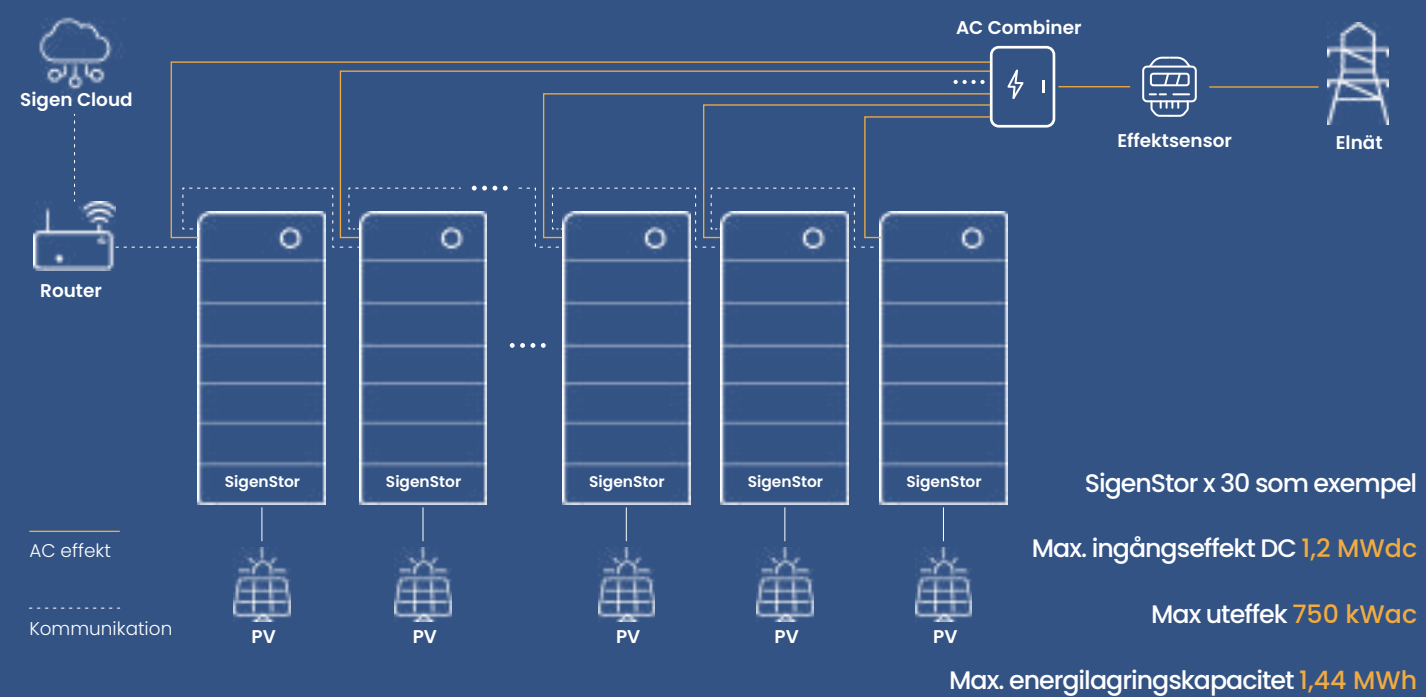 AC Combiner
Sigen Cloud
Effektsensor
Elnät
Router
SigenStor
SigenStor
SigenStor
SigenStor
SigenStor
SigenStor x 30 som exempel
AC effekt
Max. ingångseffekt DC 1,2 MWdc
Max uteffek 750 kWac
Kommunikation
PV
PV
PV
PV
PV
Max. energilagringskapacitet 1,44 MWh